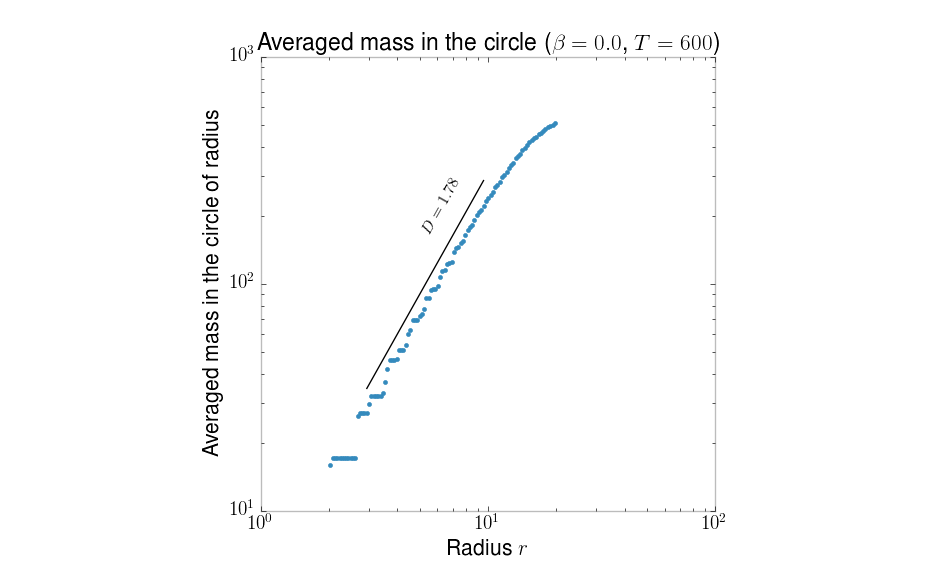 Averaged mass in the circle (β = 0.0, T = 600)
Averaged mass in the circle of radius
10³
10²
10¹
D = 1.78
10⁰
10¹
10²
Radius r